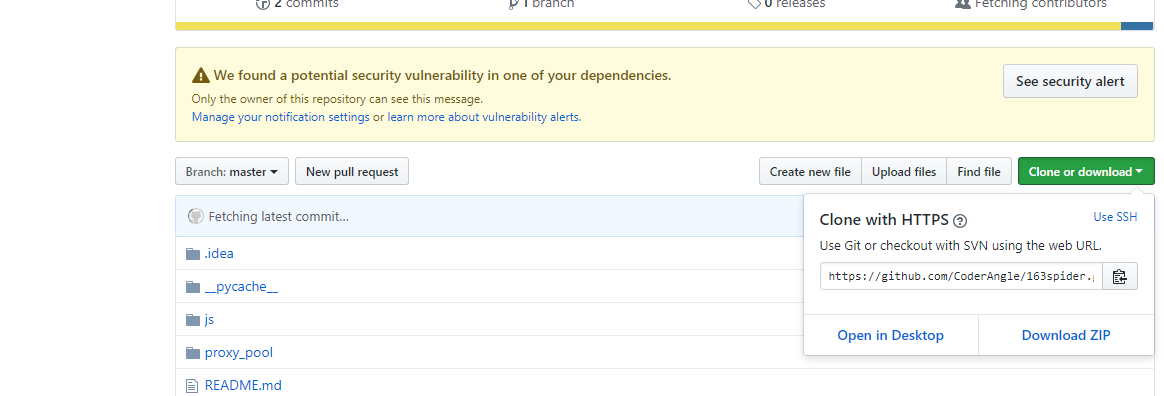 2 commits 1 branch 0 releases Fetching contributors
We found a potential security vulnerability in one of your dependencies.
Only the owner of this repository can see this message.
Manage your notification settings or learn more about vulnerability alerts.
See security alert
Branch: master New pull request Create new file Upload files Find file Clone or download
Fetching latest commit…
.idea
__pycache__
js
proxy_pool
README.md
Clone with HTTPS ?
Use SSH
Use Git or checkout with SVN using the web URL.
https://github.com/CoderAngle/163spider.
Open in Desktop Download ZIP